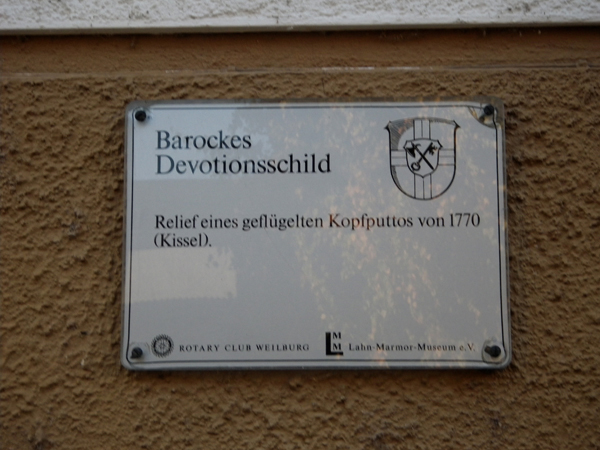 Barockes
Devotionsschild
Relief eines geflügelten Kopfputtos von 1770
(Kissel).
ROTARY CLUB WEILBURG
L M M Lahn-Marmor-Museum e.V.